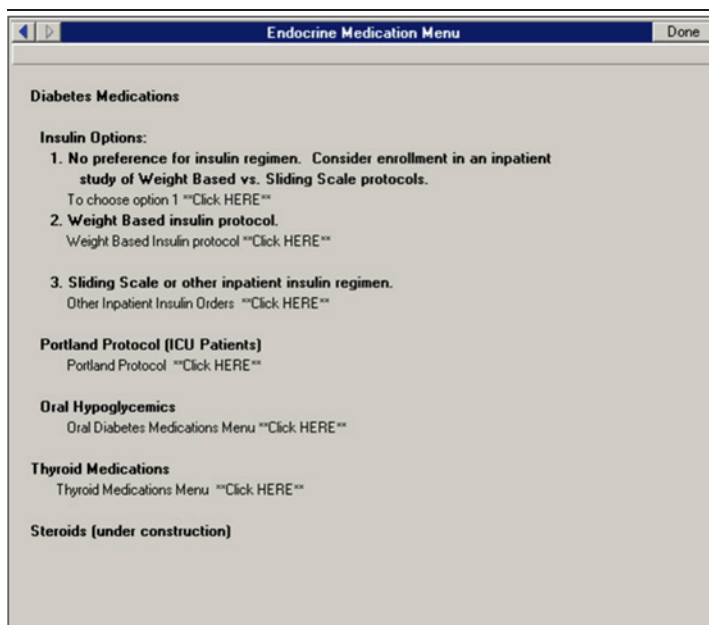 Endocrine Medication Menu Done
Diabetes Medications
Insulin Options:
1. No preference for insulin regimen. Consider enrollment in an inpatient
study of Weight Based vs. Sliding Scale protocols.
To choose option 1 **Click HERE**
2. Weight Based insulin protocol.
Weight Based Insulin protocol **Click HERE**
3. Sliding Scale or other inpatient insulin regimen.
Other Inpatient Insulin Orders **Click HERE**
Portland Protocol (ICU Patients)
Portland Protocol **Click HERE**
Oral Hypoglycemics
Oral Diabetes Medications Menu **Click HERE**
Thyroid Medications
Thyroid Medications Menu **Click HERE**
Steroids (under construction)